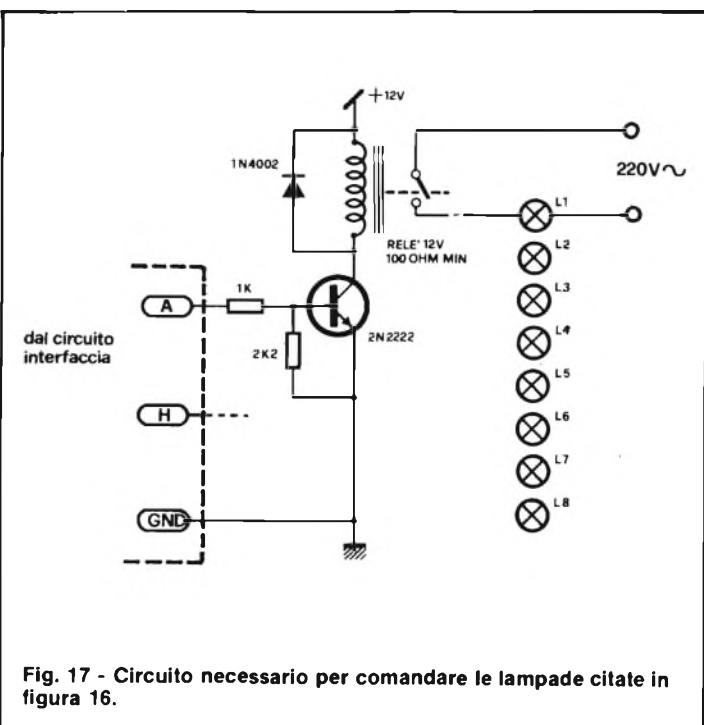 +12V
1N4002
220V~
L1
RELE' 12V
100 OHM MIN
L2
L3
1K
A
2N2222
L4
dal circuito
interfaccia
2K2
L5
H
L6
L7
GND
L8
Fig. 17 - Circuito necessario per comandare le lampade citate in
figura 16.